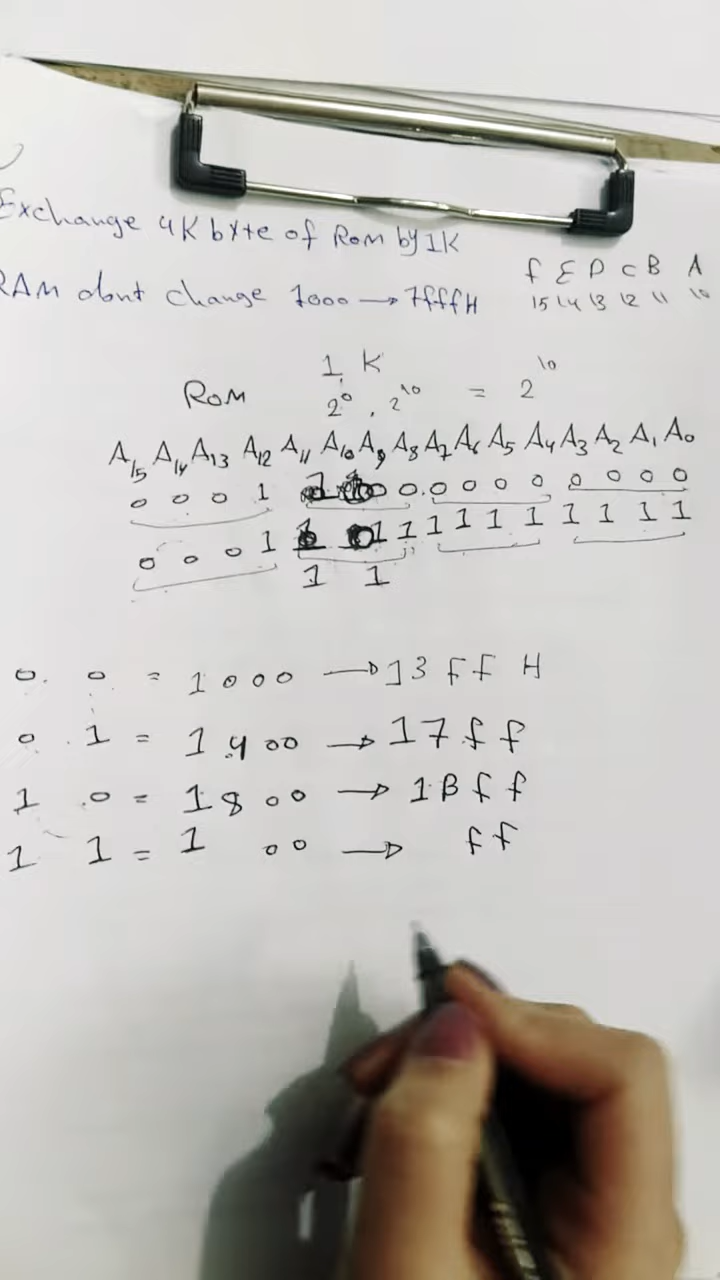 Exchange 4K byte of Rom by 1K
RAM dont change 1000 → 7fffH
f E D C B A
15 14 13 12 11 10
1 K
Rom 2⁰ . 2¹⁰ = 2¹⁰
A15 A14 A13 A12 A11 A10 A9 A8 A7 A6 A5 A4 A3 A2 A1 A0
0 0 0 1 1 0 0.0 0 0 0 0 0 0 0
0 0 0 1 1 1 1 1 1 1 1 1 1 1 1
1 1
0. 0 = 1000 → 13ff H
0 .1 = 1400 → 17ff
1 .0 = 1800 → 1Bff
1 1 = 1 00 → ff